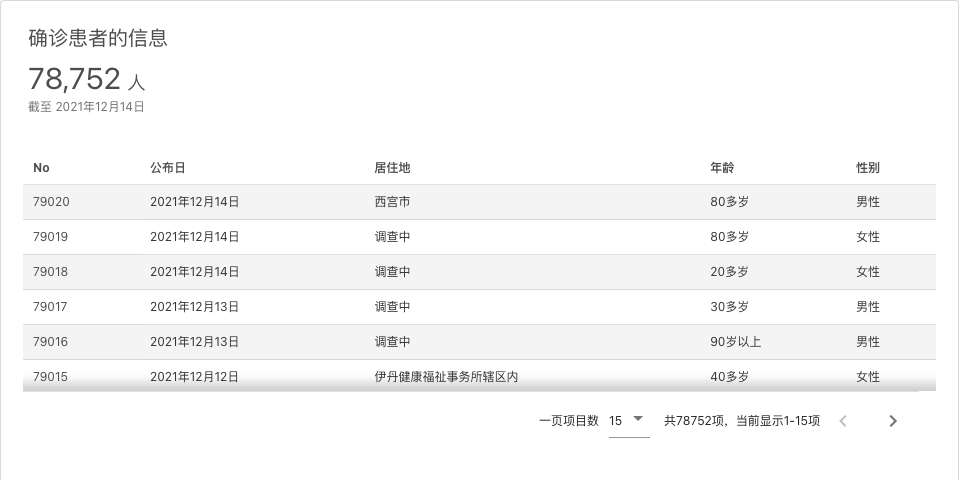 确诊患者的信息
78,752 人
截至 2021年12月14日
No 公布日 居住地 年龄 性别
79020 2021年12月14日 西宫市 80多岁 男性
79019 2021年12月14日 调查中 80多岁 女性
79018 2021年12月14日 调查中 20多岁 女性
79017 2021年12月13日 调查中 30多岁 男性
79016 2021年12月13日 调查中 90岁以上 男性
79015 2021年12月12日 伊丹健康福祉事务所辖区内 40多岁 女性
一页项目数 15 共78752项，当前显示1-15项